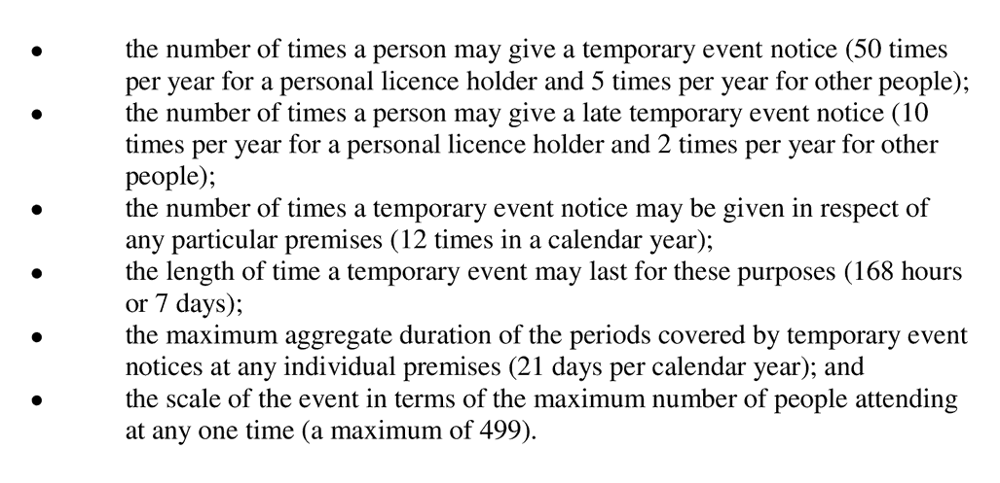 • the number of times a person may give a temporary event notice (50 times
per year for a personal licence holder and 5 times per year for other people);
• the number of times a person may give a late temporary event notice (10
times per year for a personal licence holder and 2 times per year for other
people);
• the number of times a temporary event notice may be given in respect of
any particular premises (12 times in a calendar year);
• the length of time a temporary event may last for these purposes (168 hours
or 7 days);
• the maximum aggregate duration of the periods covered by temporary event
notices at any individual premises (21 days per calendar year); and
• the scale of the event in terms of the maximum number of people attending
at any one time (a maximum of 499).